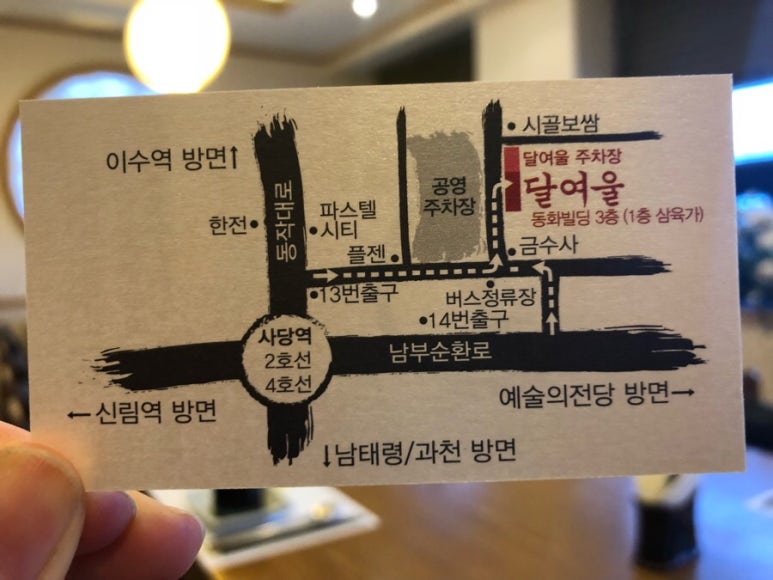 시골보쌈
이수역 방면↑
달여울 주차장
달여울
동화빌딩 3층 (1층 삼육가)
공영
주차장
동작대로
한전
파스텔
시티
플젠
금수사
13번출구
버스정류장
14번출구
사당역
2호선
4호선
남부순환로
예술의전당 방면→
←신림역 방면
↓남태령/과천 방면